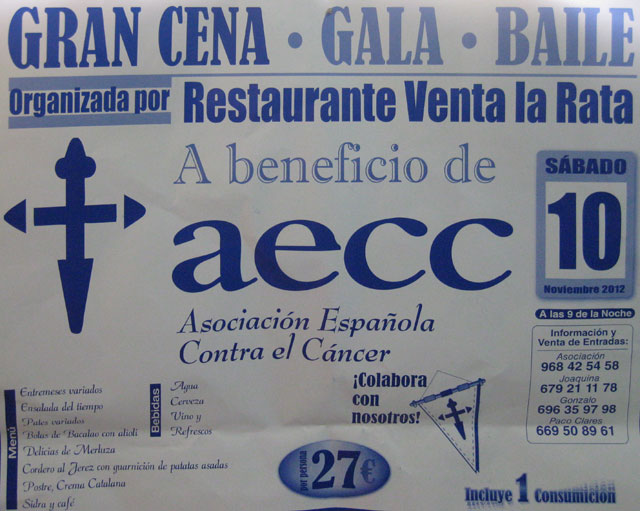 GRAN CENA • GALA • BAILE
Organizada por Restaurante Venta la Rata
A beneficio de
aecc
Asociación Española
Contra el Cáncer
SÁBADO
10
Noviembre 2012
A las 9 de la Noche
Información y
Venta de Entradas:
Asociación
968 42 54 58
Joaquina
679 21 11 78
Gonzalo
696 35 97 98
Paco Clares
669 50 89 61
Menú
Entremeses variados
Ensalada del tiempo
Pates variados
Bolas de Bacalao con alioli
Delicias de Merluza
Cordero al Jerez con guarnición de patatas asadas
Postre, Crema Catalana
Sidra y café
Bebidas
Agua
Cerveza
Vino y
Refrescos
¡Colabora
con
nosotros!
por persona 27€
Incluye 1 Consumición